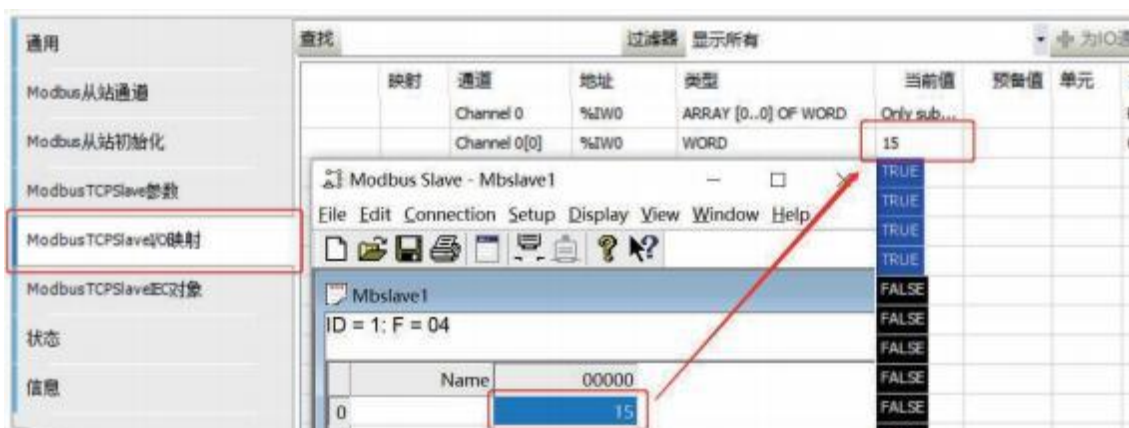 通用
Modbus从站通道
Modbus从站初始化
ModbusTCPSlave参数
ModbusTCPSlaveI/O映射
ModbusTCPSlaveIEC对象
状态
信息
查找 过滤器 显示所有 为IO
映射 通道 地址 类型 当前值 预备值 单元
Channel 0 %IW0 ARRAY [0..0] OF WORD Only sub...
Channel 0[0] %IW0 WORD 15
TRUE
TRUE
TRUE
TRUE
FALSE
FALSE
FALSE
FALSE
FALSE
Modbus Slave - Mbslave1
File Edit Connection Setup Display View Window Help
Mbslave1
ID = 1: F = 04
Name 00000
0 15